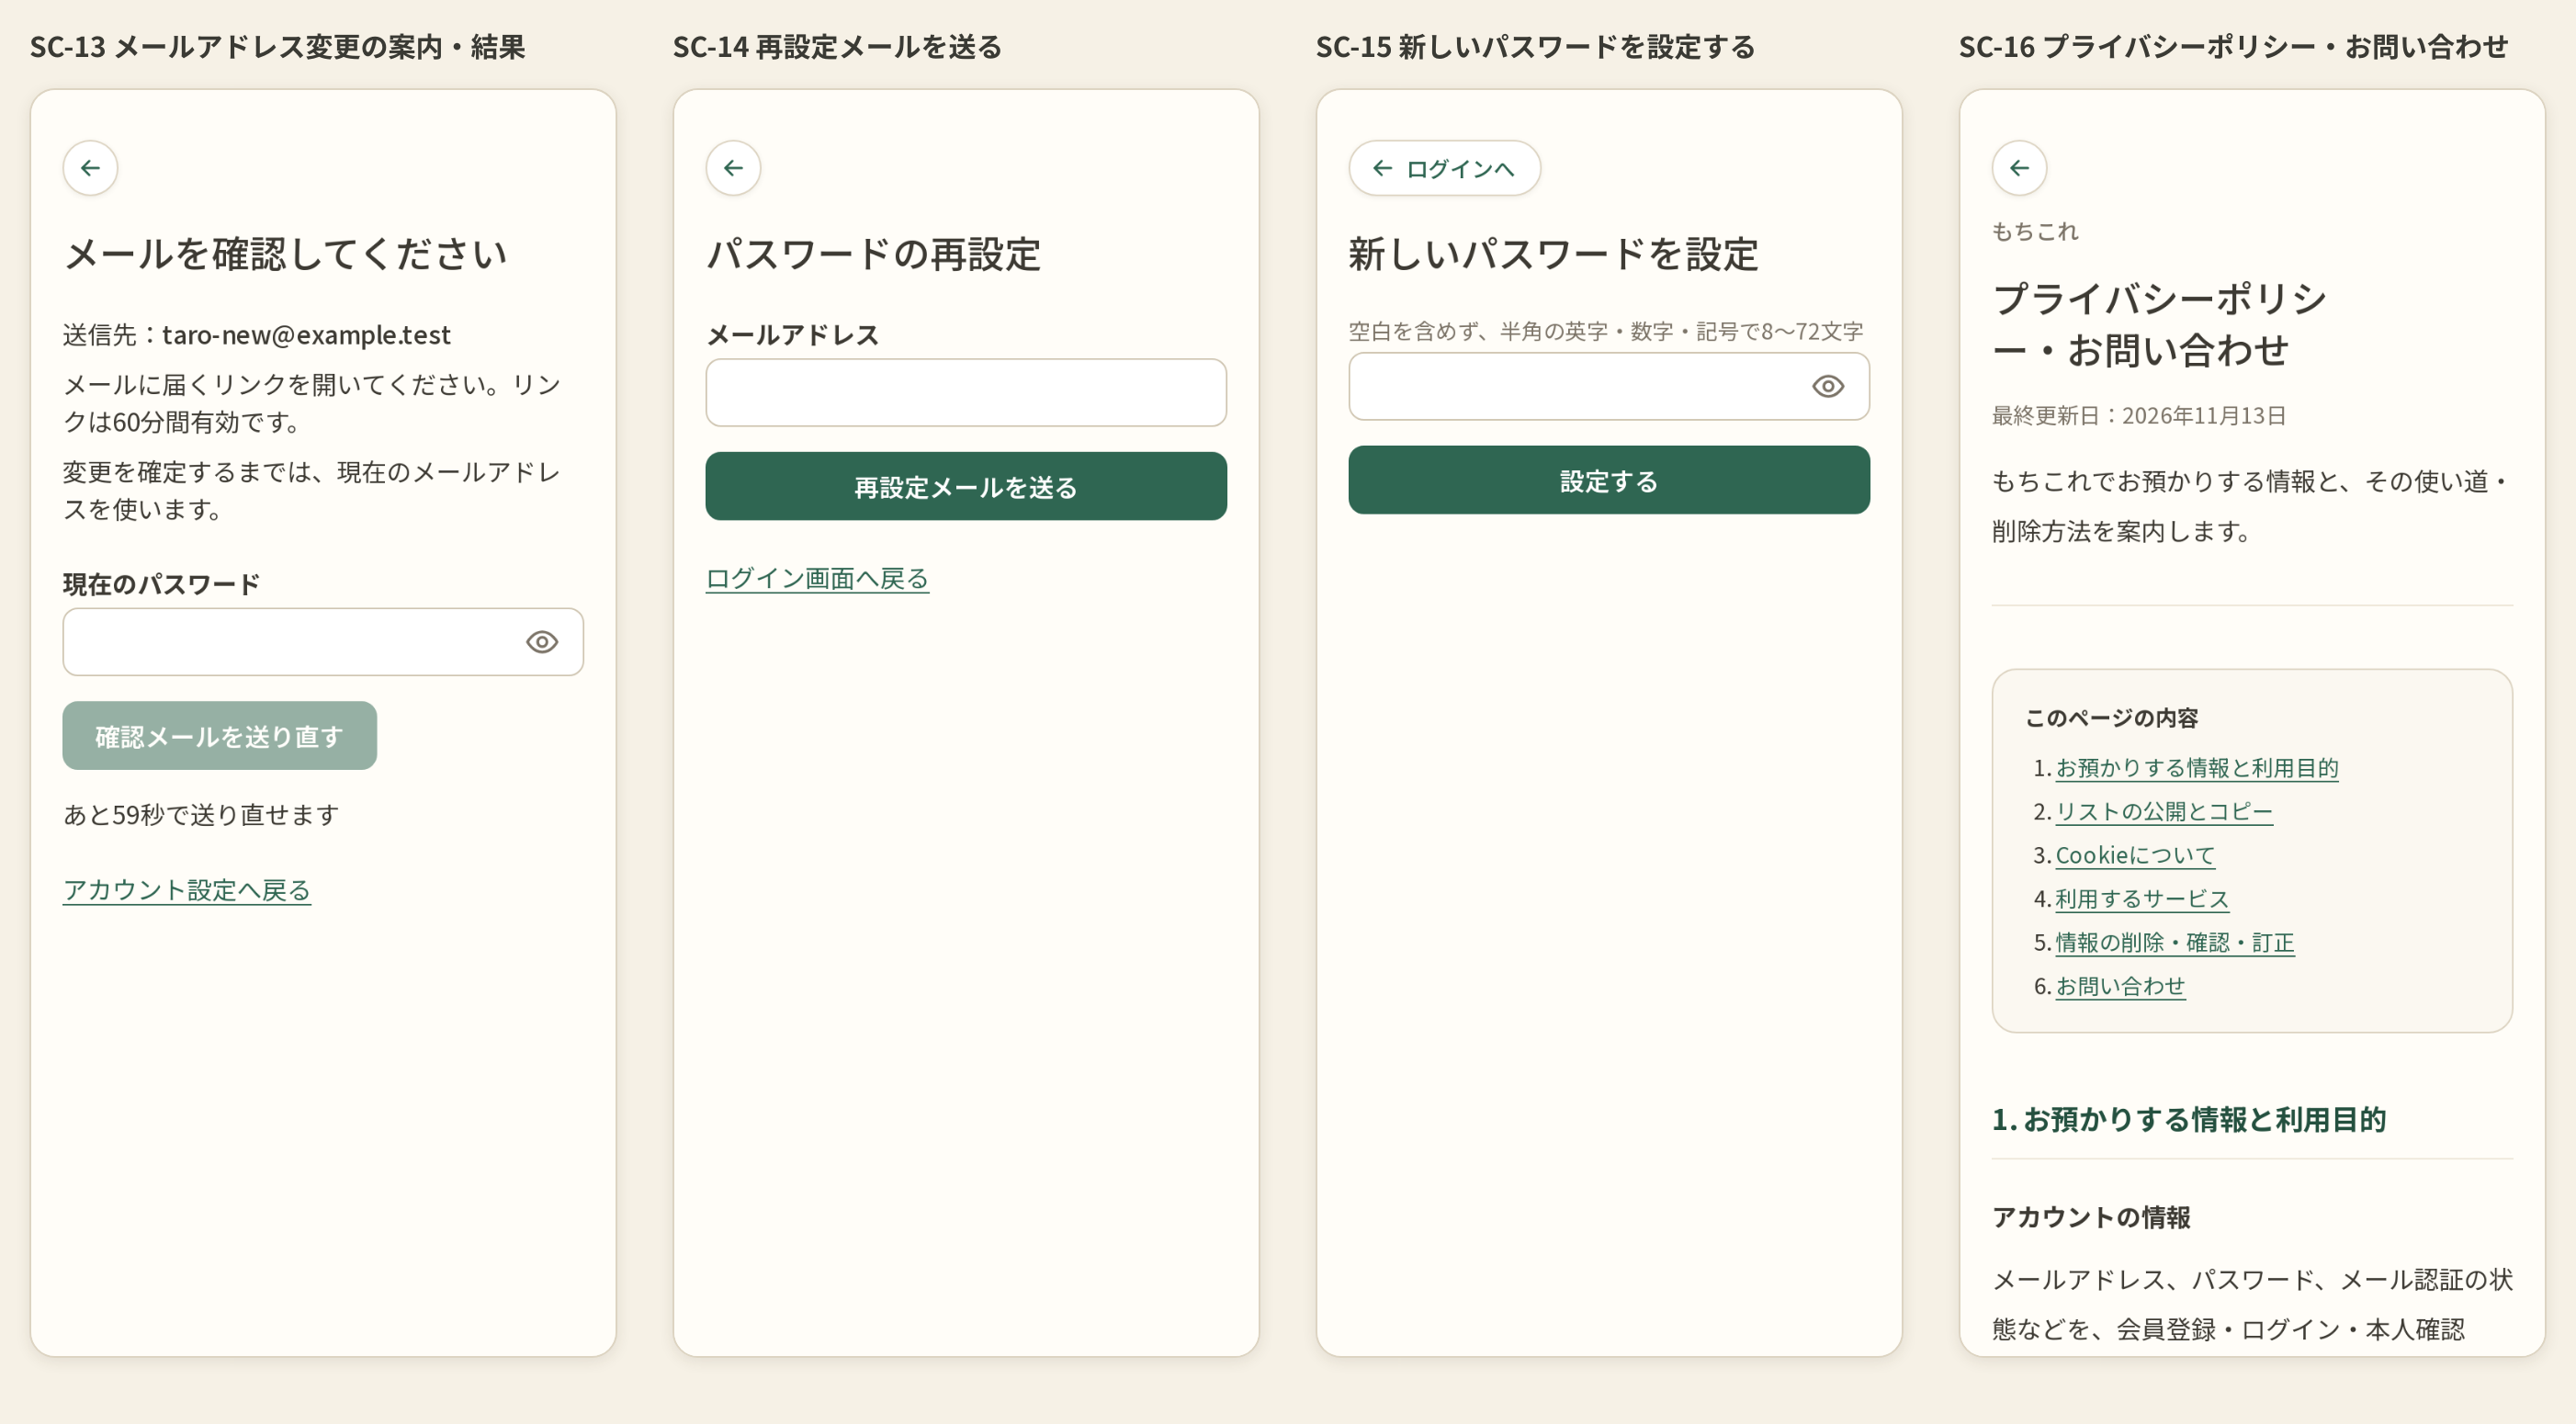 SC-13 メールアドレス変更の案内・結果
メールを確認してください
送信先：taro-new@example.test
メールに届くリンクを開いてください。リン
クは60分間有効です。
変更を確定するまでは、現在のメールアドレ
スを使います。
現在のパスワード
確認メールを送り直す
あと59秒で送り直せます
アカウント設定へ戻る
SC-14 再設定メールを送る
パスワードの再設定
メールアドレス
再設定メールを送る
ログイン画面へ戻る
SC-15 新しいパスワードを設定する
← ログインへ
新しいパスワードを設定
空白を含めず、半角の英字・数字・記号で8〜72文字
設定する
SC-16 プライバシーポリシー・お問い合わせ
もちこれ
プライバシーポリシ
ー・お問い合わせ
最終更新日：2026年11月13日
もちこれでお預かりする情報と、その使い道・
削除方法を案内します。
このページの内容
1. お預かりする情報と利用目的
2. リストの公開とコピー
3. Cookieについて
4. 利用するサービス
5. 情報の削除・確認・訂正
6. お問い合わせ
1. お預かりする情報と利用目的
アカウントの情報
メールアドレス、パスワード、メール認証の状
態などを、会員登録・ログイン・本人確認